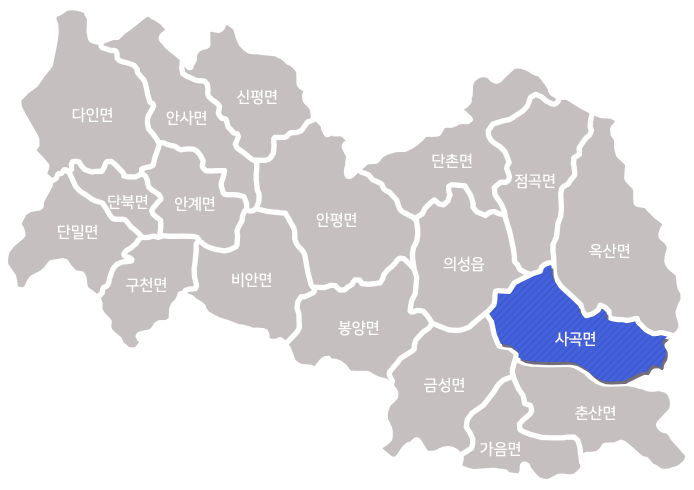 신평면
다인면
안사면
단촌면
점곡면
단북면
안계면
안평면
단밀면
옥산면
의성읍
비안면
구천면
봉양면
사곡면
금성면
춘산면
가음면